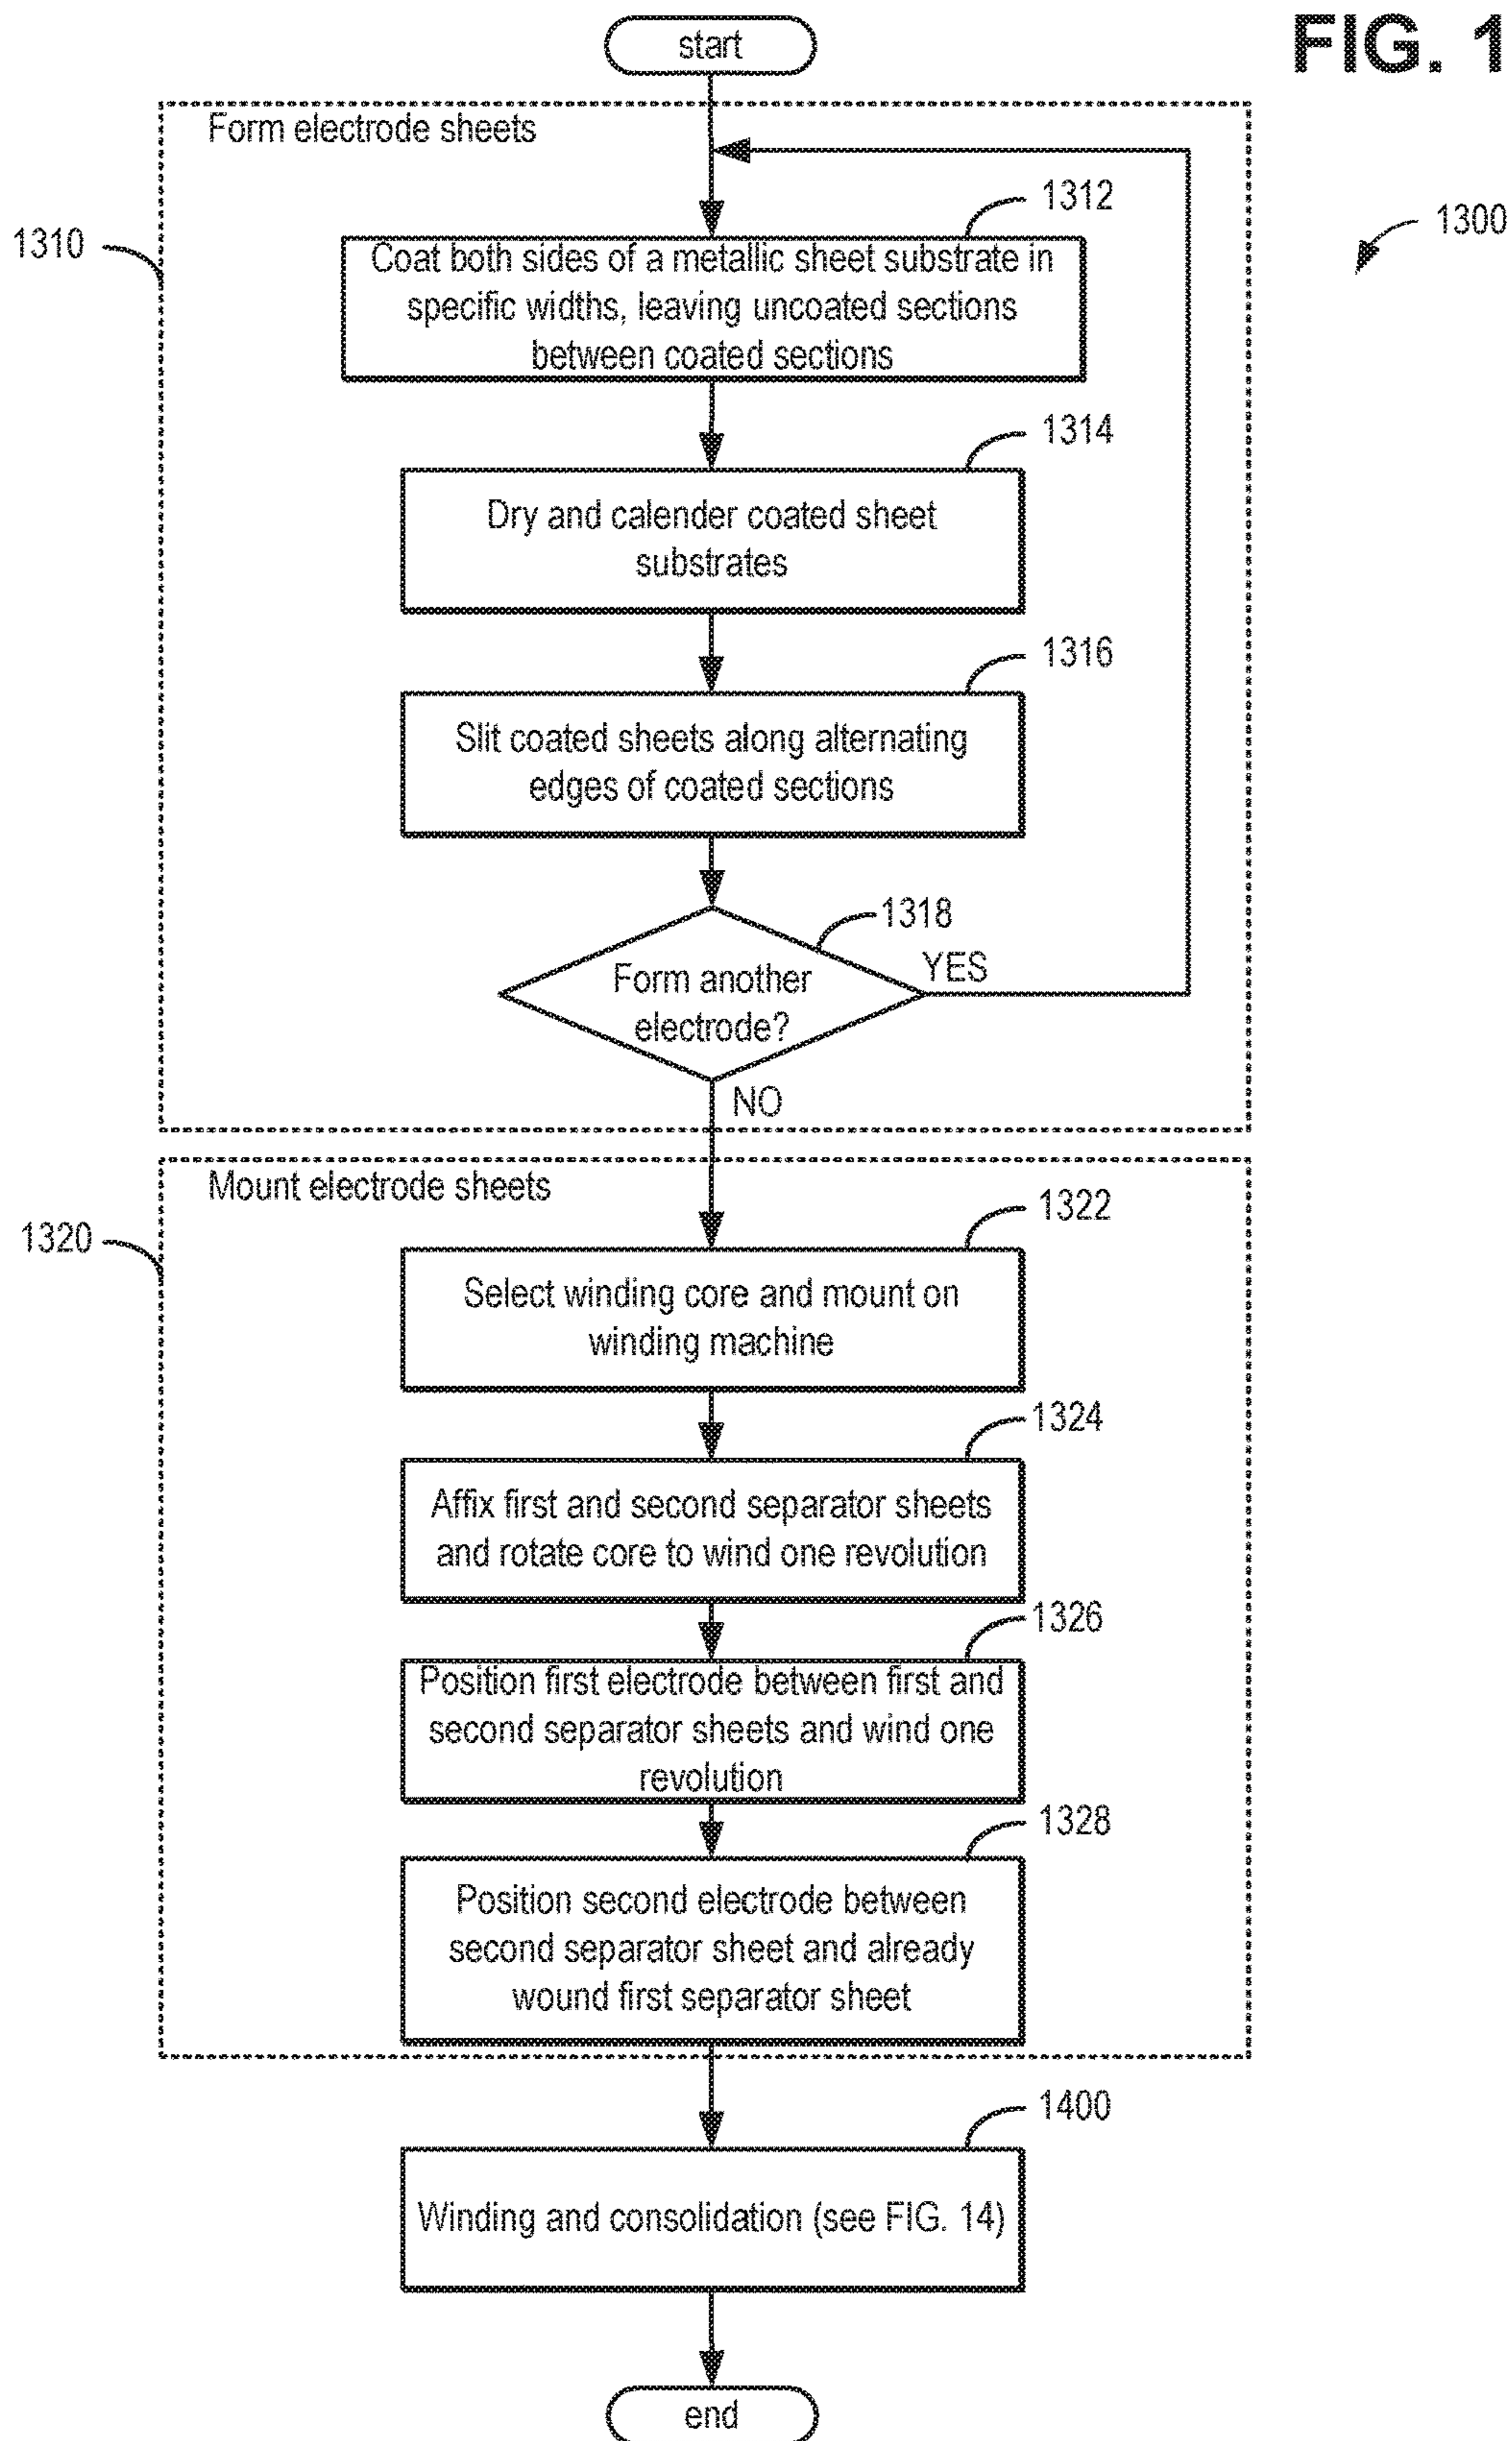 FIG. 1
start
Form electrode sheets
1300
1310
1312
Coat both sides of a metallic sheet substrate in
specific widths, leaving uncoated sections
between coated sections
1314
Dry and calender coated sheet
substrates
1316
Slit coated sheets along alternating
edges of coated sections
1318
Form another
electrode?
YES
NO
Mount electrode sheets
1320
1322
Select winding core and mount on
winding machine
1324
Affix first and second separator sheets
and rotate core to wind one revolution
1326
Position first electrode between first and
second separator sheets and wind one
revolution
1328
Position second electrode between
second separator sheet and already
wound first separator sheet
1400
Winding and consolidation (see FIG. 14)
end